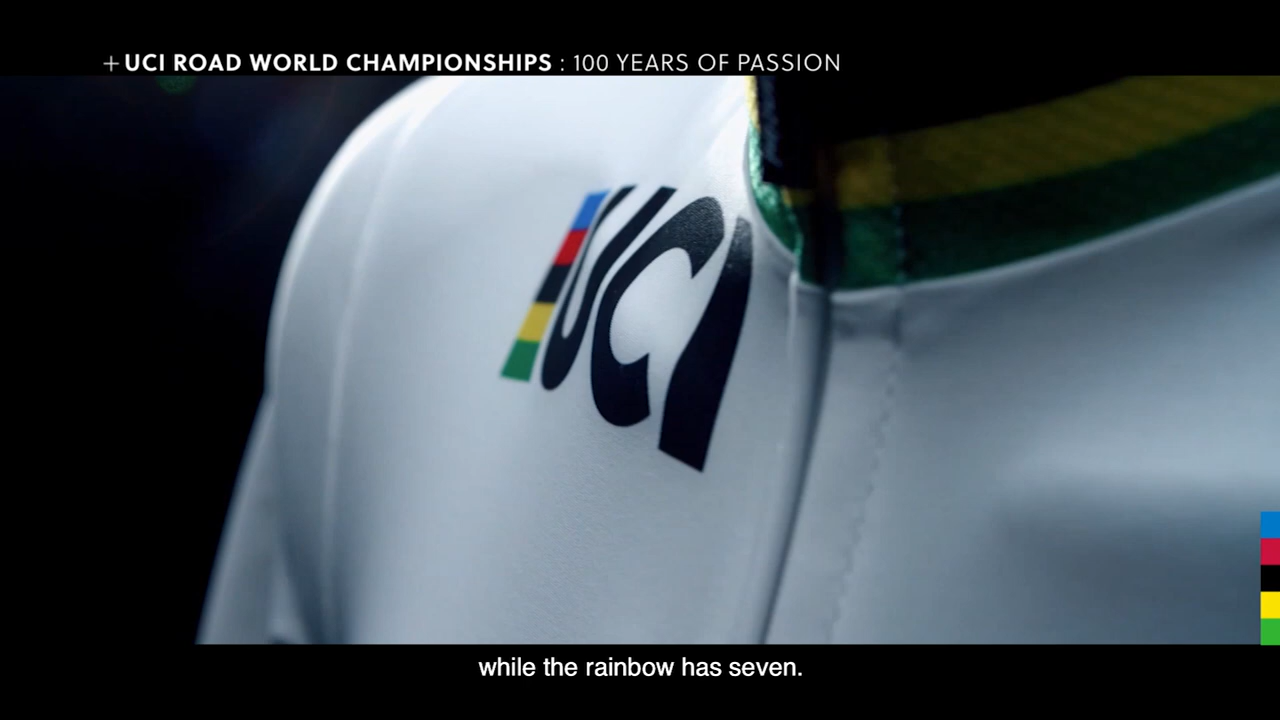 + UCI ROAD WORLD CHAMPIONSHIPS : 100 YEARS OF PASSION
UCI
while the rainbow has seven.